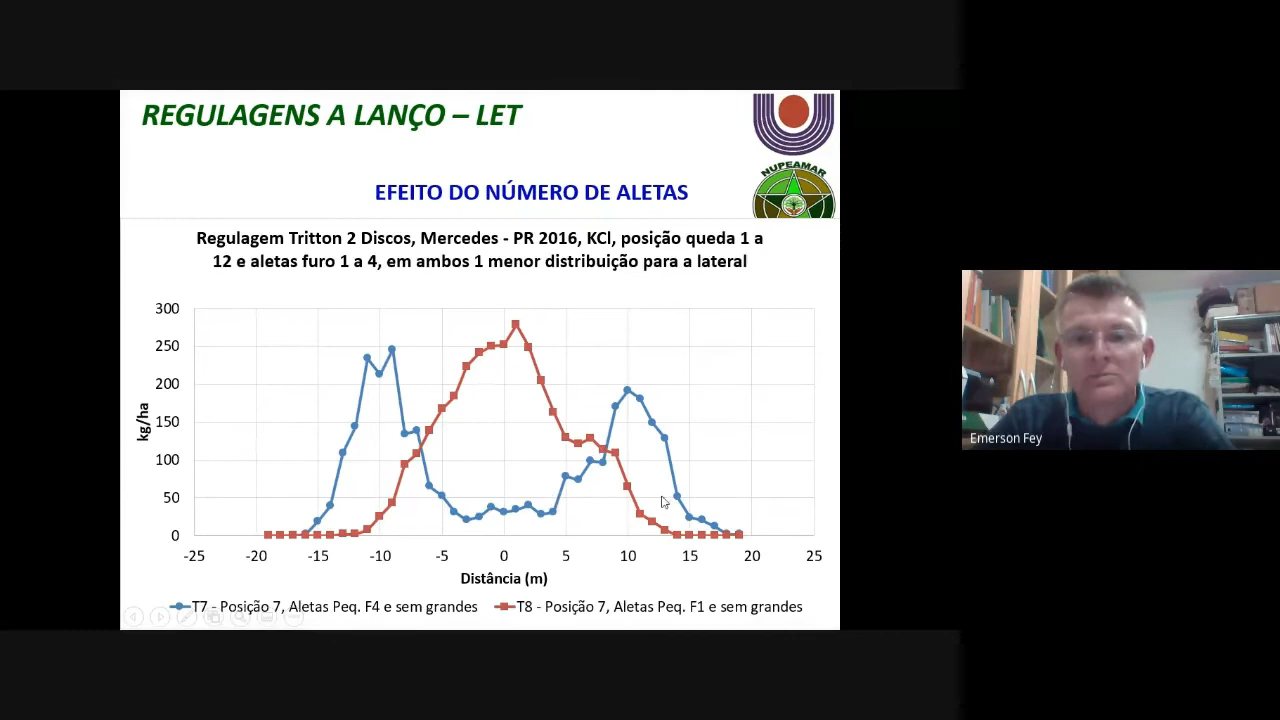 REGULAGENS A LANÇO – LET
NUPEAMAR
EFEITO DO NÚMERO DE ALETAS
Regulagem Tritton 2 Discos, Mercedes - PR 2016, KCl, posição queda 1 a
12 e aletas furo 1 a 4, em ambos 1 menor distribuição para a lateral
300
250
200
150
100
50
0
kg/ha
-25 -20 -15 -10 -5 0 5 10 15 20 25
Distância (m)
T7 - Posição 7, Aletas Peq. F4 e sem grandes
T8 - Posição 7, Aletas Peq. F1 e sem grandes
Emerson Fey